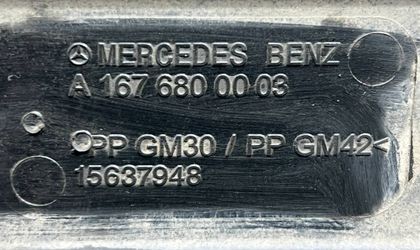 MERCEDES BENZ
A 167 680 00 03
>PP GM30 / PP GM42<
15637948